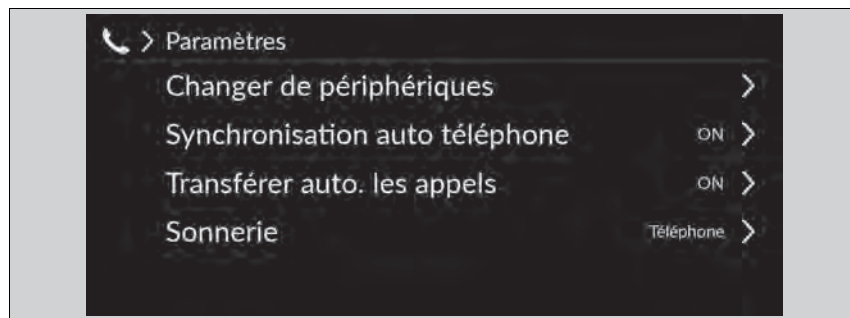 Paramètres
Changer de périphériques
Synchronisation auto téléphone ON
Transférer auto. les appels ON
Sonnerie Téléphone